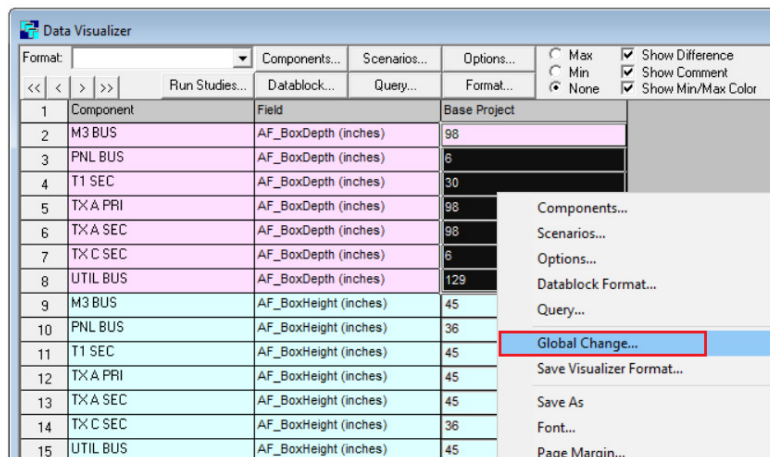 Data Visualizer
Format: Components... Scenarios... Options... Max Show Difference
Min Show Comment
<< < > >> Run Studies... Datablock... Query... Format... None Show Min/Max Color
1 Component Field Base Project
2 M3 BUS AF_BoxDepth (inches) 98
3 PNL BUS AF_BoxDepth (inches) 6
4 T1 SEC AF_BoxDepth (inches) 30
5 TX A PRI AF_BoxDepth (inches) 98
6 TX A SEC AF_BoxDepth (inches) 98
7 TX C SEC AF_BoxDepth (inches) 6
8 UTIL BUS AF_BoxDepth (inches) 129
9 M3 BUS AF_BoxHeight (inches) 45
10 PNL BUS AF_BoxHeight (inches) 36
11 T1 SEC AF_BoxHeight (inches) 45
12 TX A PRI AF_BoxHeight (inches) 45
13 TX A SEC AF_BoxHeight (inches) 45
14 TX C SEC AF_BoxHeight (inches) 36
15 UTIL BUS AF_BoxHeight (inches) 45
Components...
Scenarios...
Options...
Datablock Format...
Query...
Global Change...
Save Visualizer Format...
Save As
Font...
Page Margin...